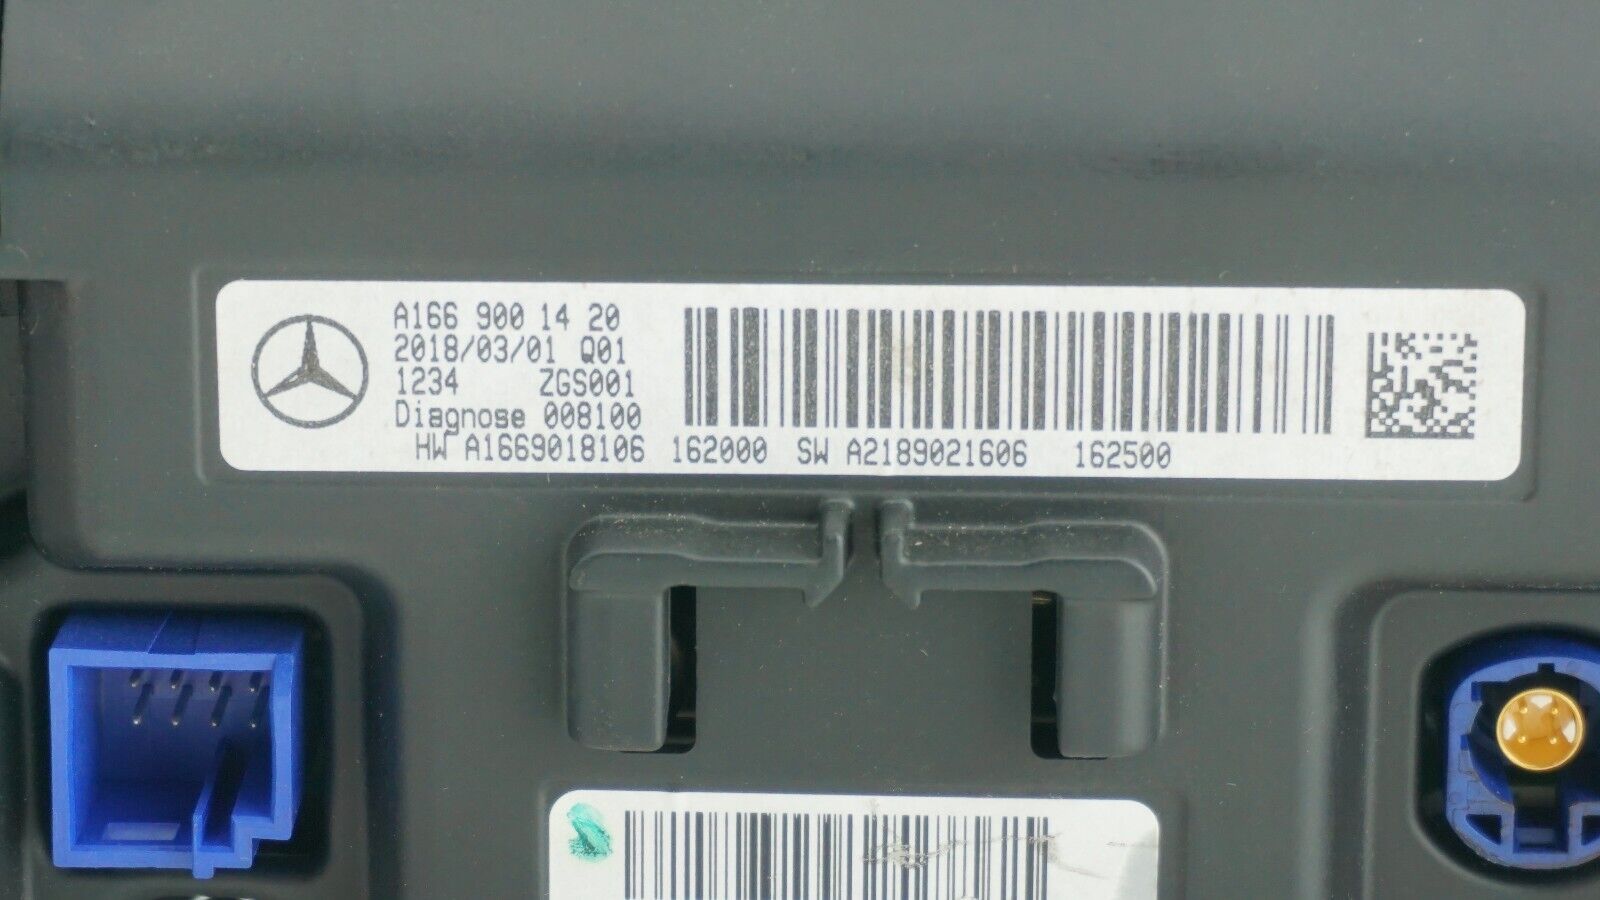 A166 900 14 20
2018/03/01 Q01
1234 ZGS001
Diagnose 008100
HW A1669018106 162000 SW A2189021606 162500